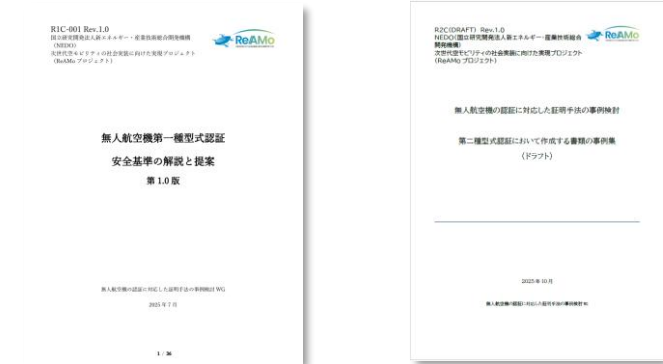 R1C-001 Rev.1.0
国立研究開発法人新エネルギー・産業技術総合開発機構
(NEDO)
次世代空モビリティの社会実装に向けた実現プロジェクト
(ReAMo プロジェクト)
ReAMo
無人航空機第一種型式認証
安全基準の解説と提案
第 1.0 版
無人航空機の認証に対応した証明手法の事例検討 WG
2025 年 7 月
1 / 36
R2C(DRAFT) Rev.1.0
NEDO(国立研究開発法人新エネルギー・産業技術総合
開発機構)
次世代空モビリティの社会実装に向けた実現プロジェクト
(ReAMo プロジェクト)
ReAMo
無人航空機の認証に対応した証明手法の事例検討
第二種型式認証において作成する書類の事例集
(ドラフト)
2025 年 10 月
無人航空機の認証に対応した証明手法の事例検討 WG